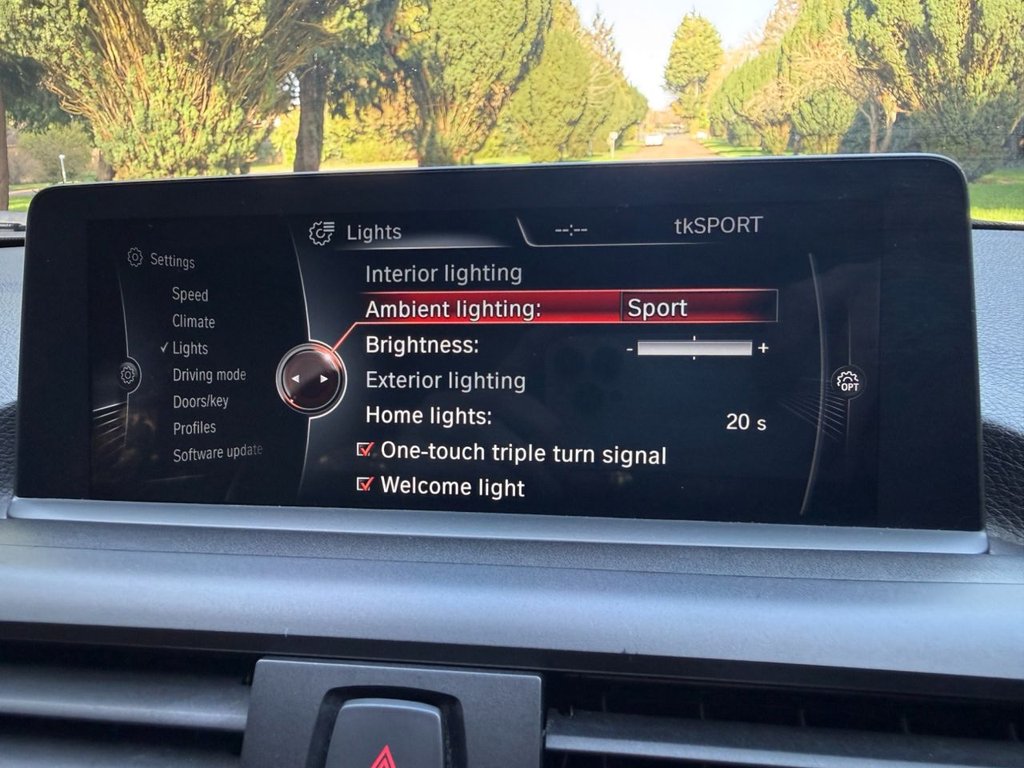 Lights
--:--
tkSPORT
Settings
Speed
Climate
Lights
Driving mode
Doors/key
Profiles
Software update
Interior lighting
Ambient lighting: Sport
Brightness: - +
Exterior lighting
Home lights: 20 s
One-touch triple turn signal
Welcome light
OPT